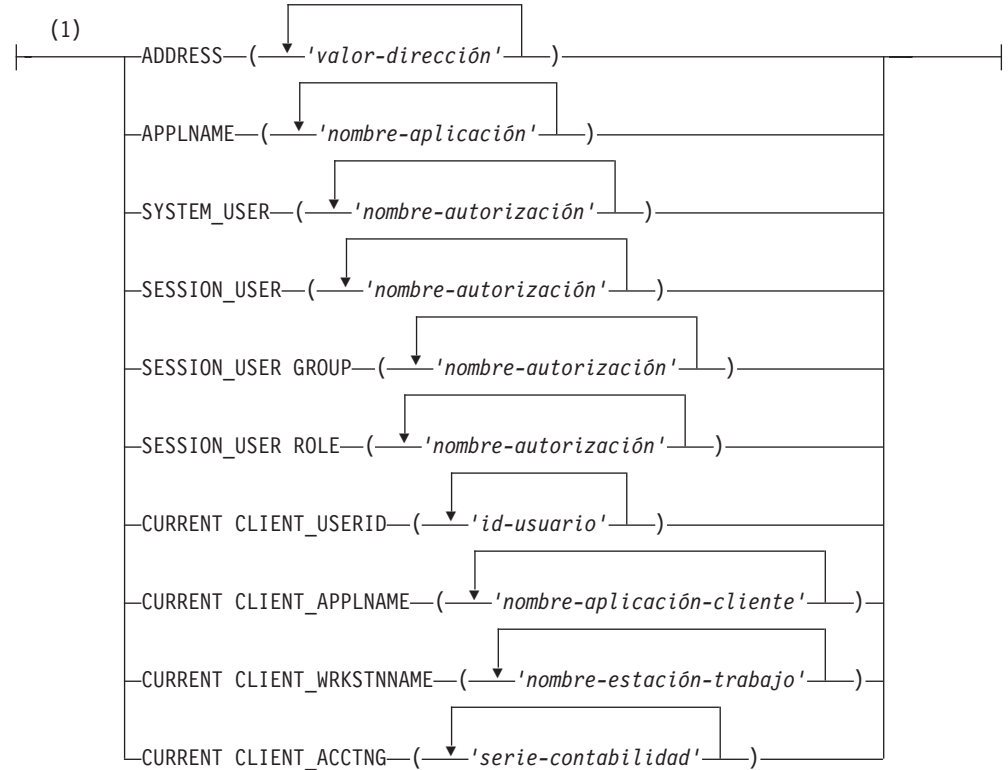 (1)
ADDRESS ( 'valor-dirección' )
APPLNAME ( 'nombre-aplicación' )
SYSTEM_USER ( 'nombre-autorización' )
SESSION_USER ( 'nombre-autorización' )
SESSION_USER GROUP ( 'nombre-autorización' )
SESSION_USER ROLE ( 'nombre-autorización' )
CURRENT CLIENT_USERID ( 'id-usuario' )
CURRENT CLIENT_APPLNAME ( 'nombre-aplicación-cliente' )
CURRENT CLIENT_WRKSTNNAME ( 'nombre-estación-trabajo' )
CURRENT CLIENT_ACCTNG ( 'serie-contabilidad' )